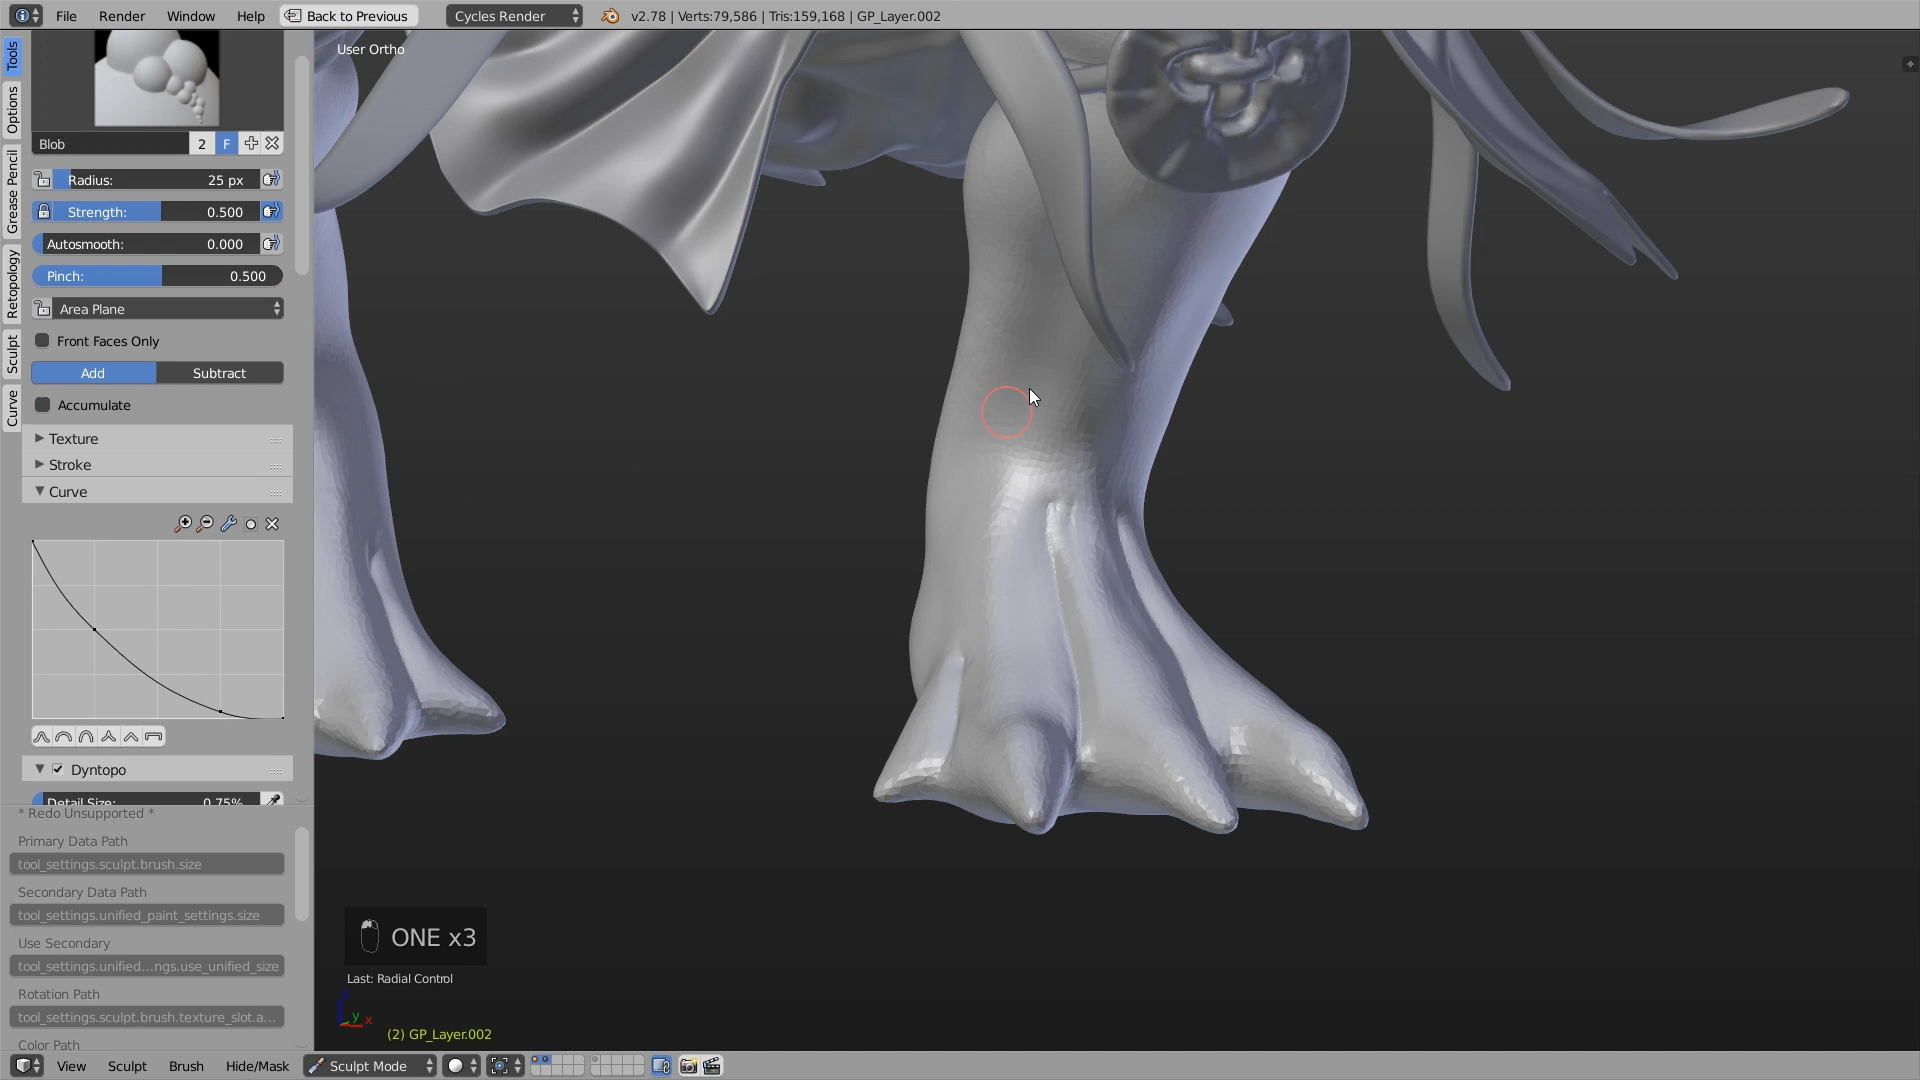 File Render Window Help Back to Previous Cycles Render v2.78 | Verts:79,586 | Tris:159,168 | GP_Layer.002
User Ortho
Tools
Options
Grease Pencil
Retopology
Sculpt
Curve
Blob 2 F
Radius: 25 px
Strength: 0.500
Autosmooth: 0.000
Pinch: 0.500
Area Plane
Front Faces Only
Add Subtract
Accumulate
Texture
Stroke
Curve
Dyntopo
Detail Size: 0.75%
* Redo Unsupported *
Primary Data Path
tool_settings.sculpt.brush.size
Secondary Data Path
tool_settings.unified_paint_settings.size
Use Secondary
tool_settings.unified...ngs.use_unified_size
Rotation Path
tool_settings.sculpt.brush.texture_slot.a...
Color Path
ONE x3
Last: Radial Control
y x
(2) GP_Layer.002
View Sculpt Brush Hide/Mask Sculpt Mode